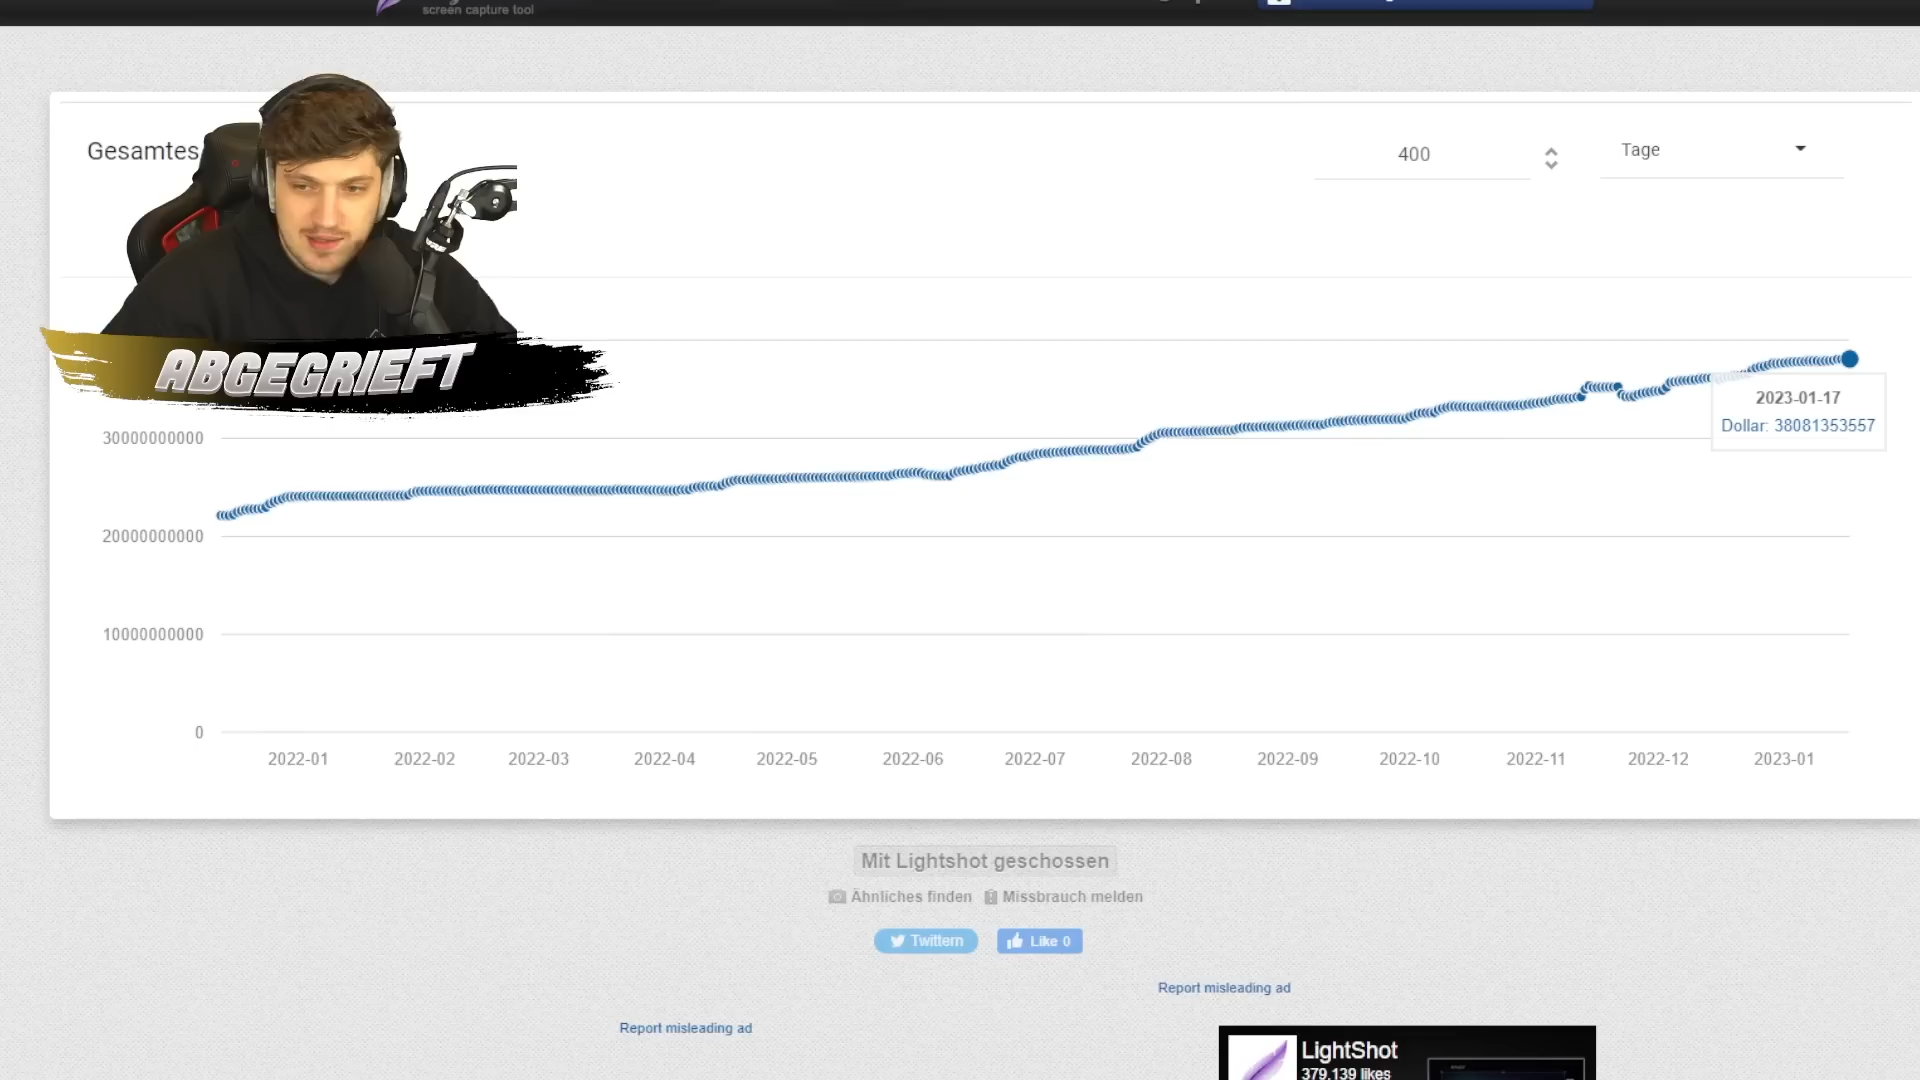 screen capture tool
Gesamtes
400
Tage
ABGEGRIEFT
30000000000
2023-01-17
Dollar: 38081353557
20000000000
10000000000
0
2022-01 2022-02 2022-03 2022-04 2022-05 2022-06 2022-07 2022-08 2022-09 2022-10 2022-11 2022-12 2023-01
Mit Lightshot geschossen
Ähnliches finden Missbrauch melden
Twittern Like 0
Report misleading ad
Report misleading ad
LightShot
379,139 likes